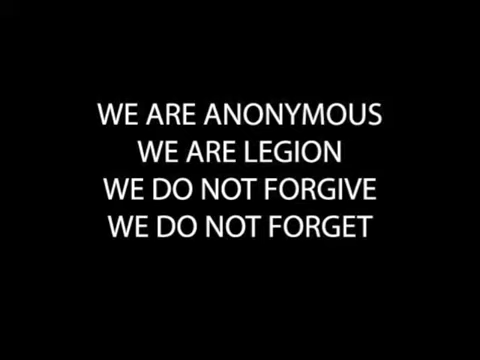 WE ARE ANONYMOUS
WE ARE LEGION
WE DO NOT FORGIVE
WE DO NOT FORGET